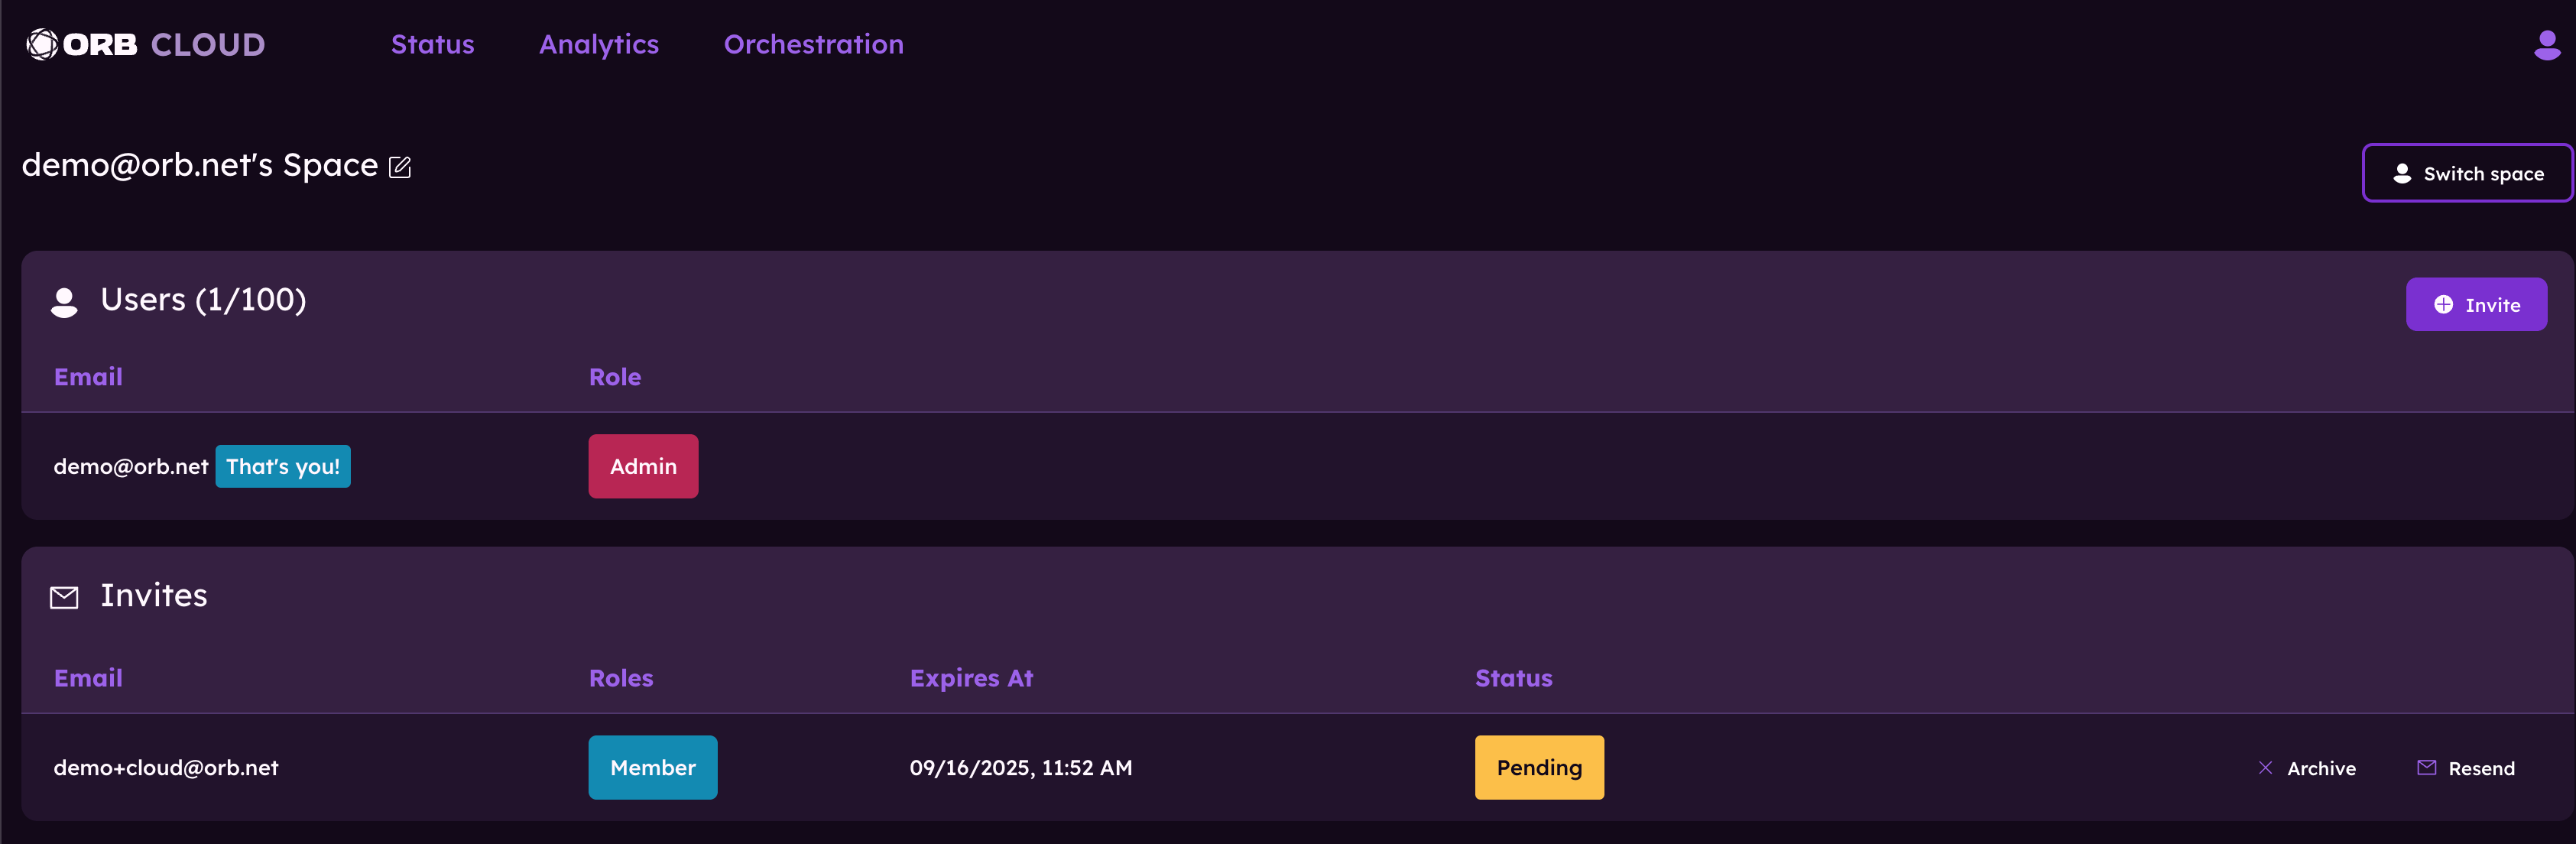 ORB CLOUD Status Analytics Orchestration
demo@orb.net's Space
Switch space
Users (1/100)
Invite
Email Role
demo@orb.net That's you! Admin
Invites
Email Roles Expires At Status
demo+cloud@orb.net Member 09/16/2025, 11:52 AM Pending Archive Resend